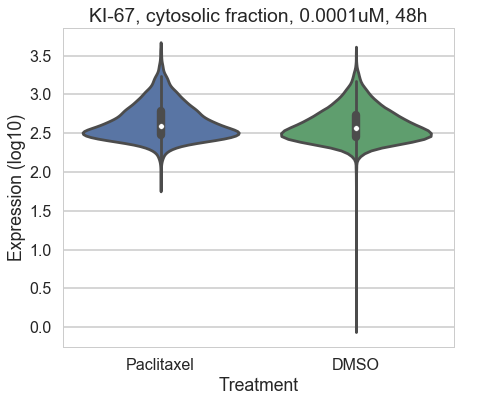 KI-67, cytosolic fraction, 0.0001uM, 48h
Expression (log10)
3.5
3.0
2.5
2.0
1.5
1.0
0.5
0.0
Paclitaxel DMSO
Treatment